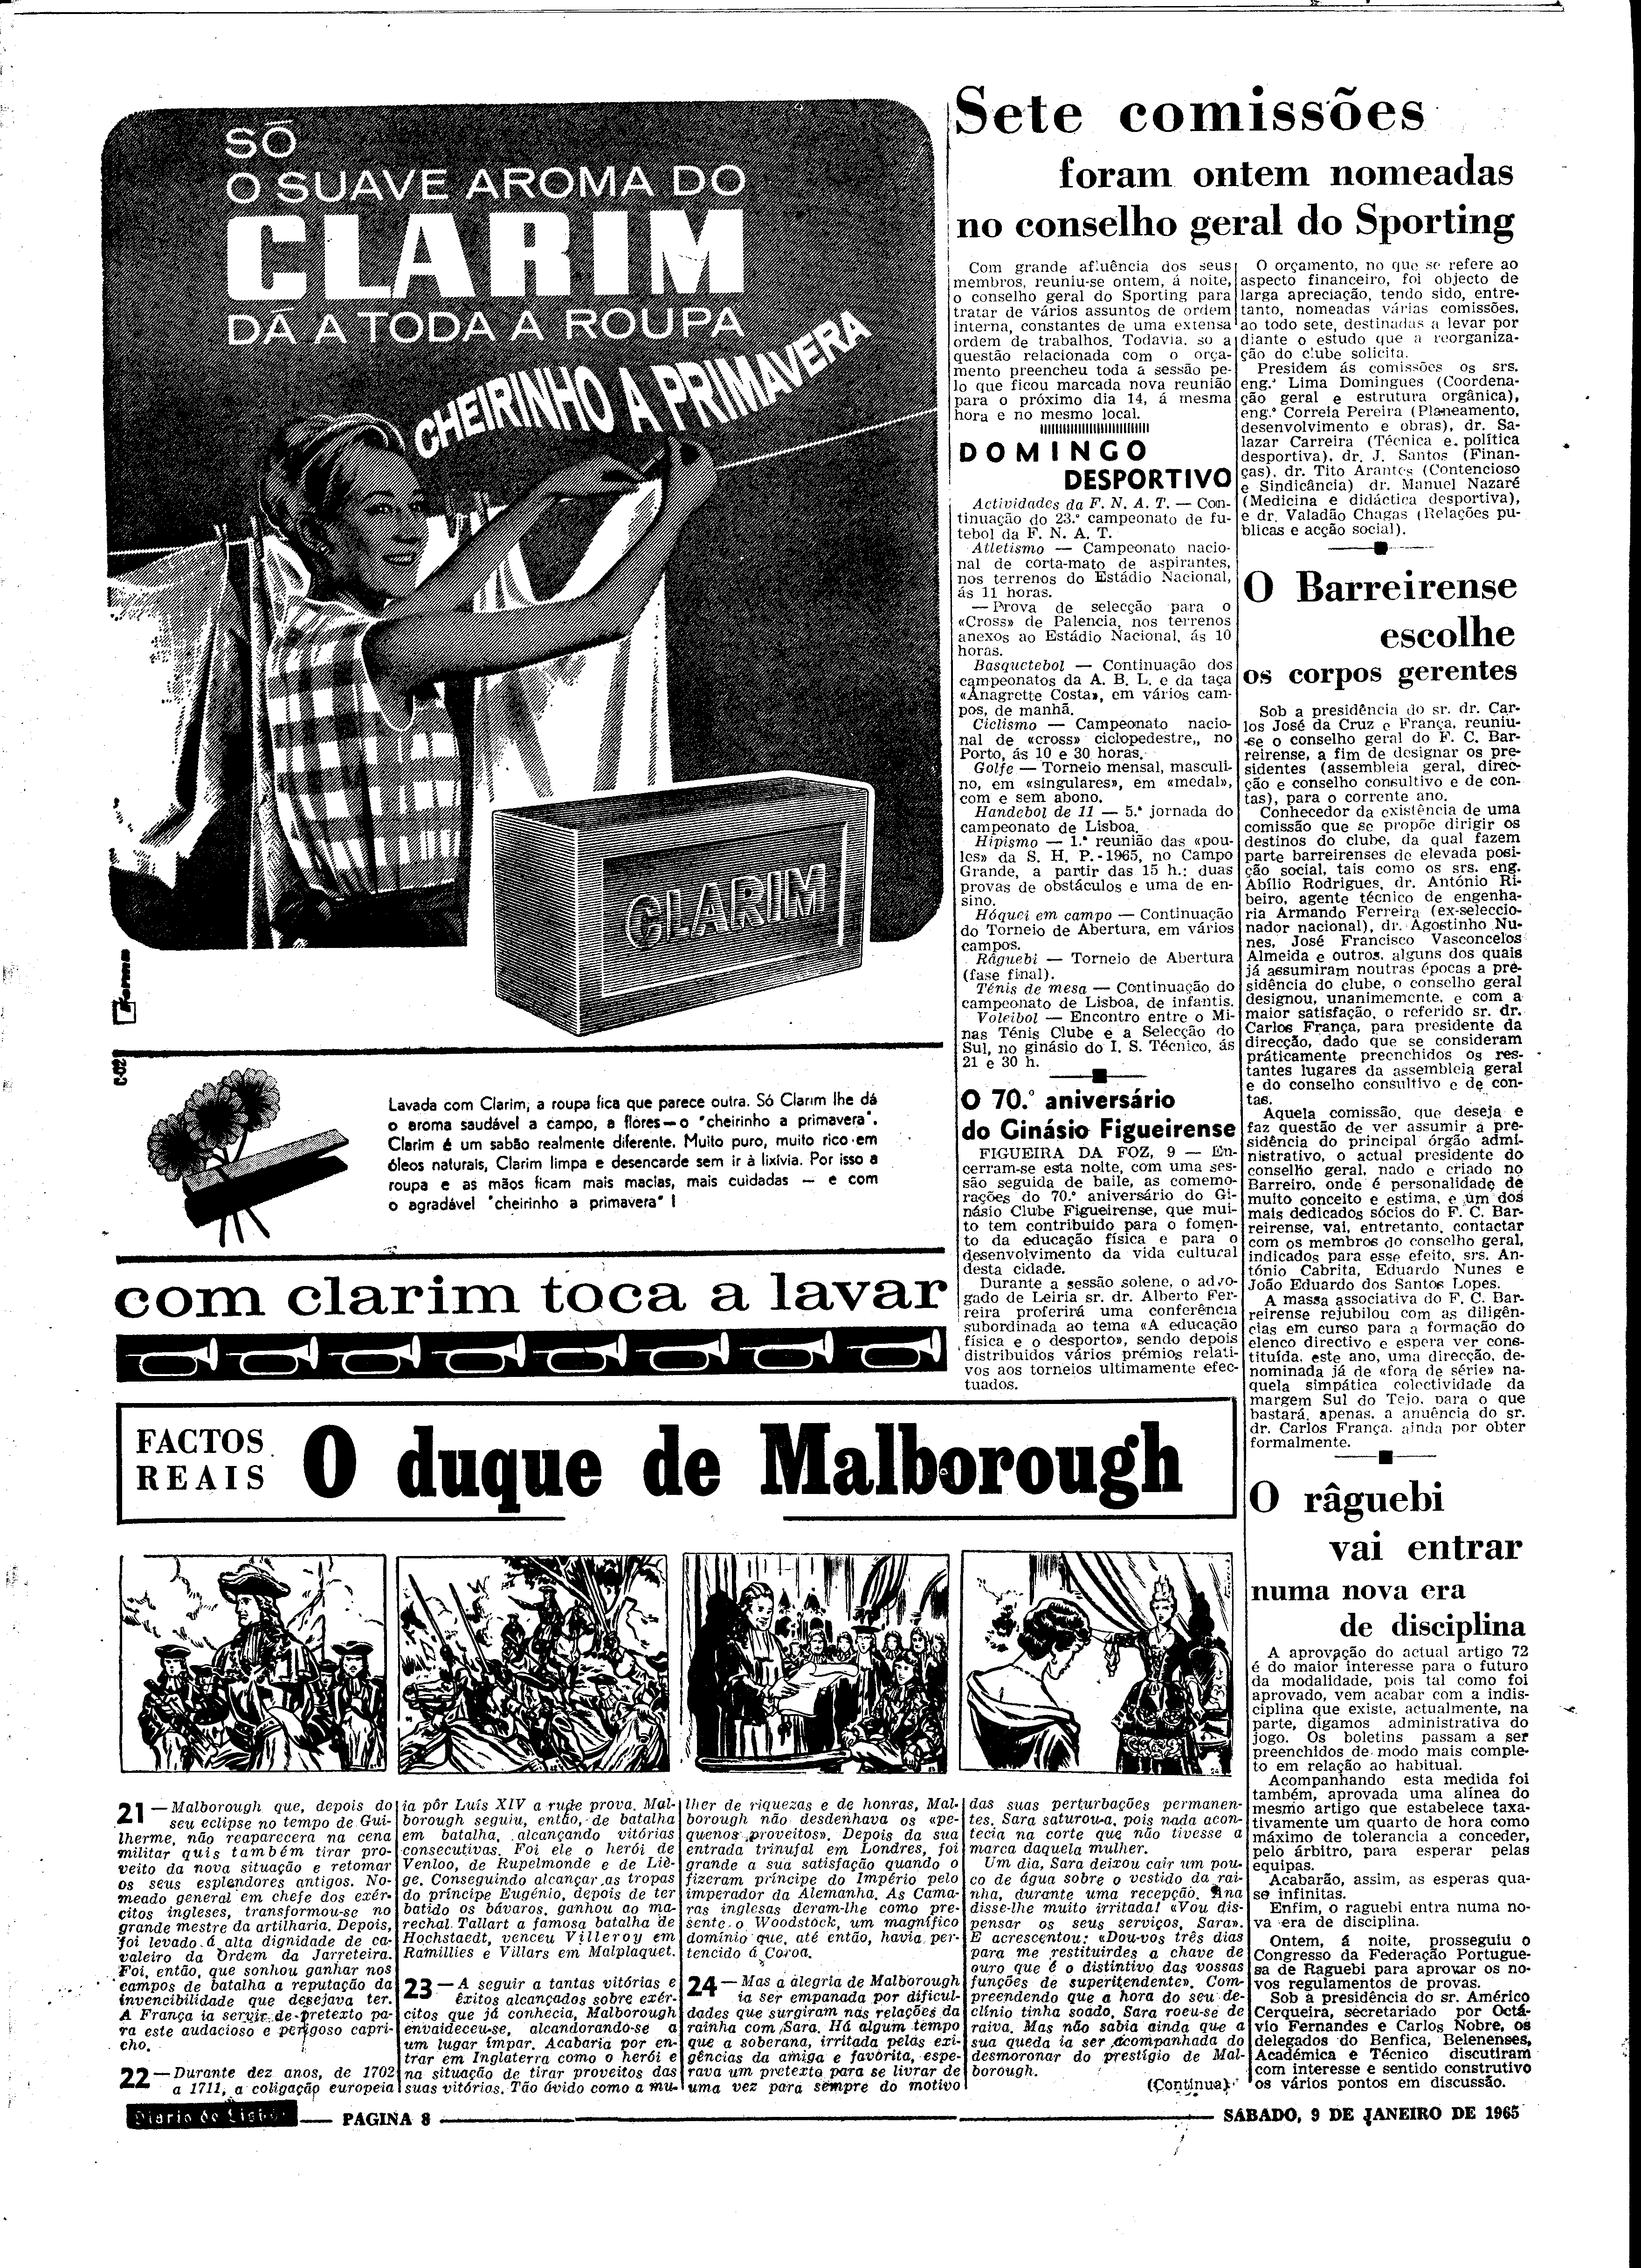 SÓ
O SUAVE AROMA DO
CLARIM
DÁ A TODA A ROUPA
CHEIRINHO A PRIMAVERA
CLARIM
Lavada com Clarim, a roupa fica que parece outra. Só Clarim lhe dá
o aroma saudável a campo, a flores—o "cheirinho a primavera".
Clarim é um sabão realmente diferente. Muito puro, muito rico em
óleos naturais, Clarim limpa e desencarde sem ir à lixívia. Por isso a
roupa e as mãos ficam mais macias, mais cuidadas — e com
o agradável "cheirinho a primavera" !
com clarim toca a lavar
Sete comissões
foram ontem nomeadas
no conselho geral do Sporting
Com grande afluência dos seus
membros, reuniu-se ontem, á noite,
o conselho geral do Sporting para
tratar de vários assuntos de ordem
interna, constantes de uma extensa
ordem de trabalhos. Todavia. so a
questão relacionada com o orça-
mento preencheu toda a sessão pe-
lo que ficou marcada nova reunião
para o próximo dia 14, á mesma
hora e no mesmo local.
O orçamento, no que se refere ao
aspecto financeiro, foi objecto de
larga apreciação, tendo sido, entre-
tanto, nomeadas várias comissões,
ao todo sete, destinadas a levar por
diante o estudo que a reorganiza-
ção do clube solicita.
Presidem ás comissões os srs.
eng.º Lima Domingues (Coordena-
ção geral e estrutura orgânica),
eng.º Correia Pereira (Planeamento,
desenvolvimento e obras), dr. Sa-
lazar Carreira (Técnica e política
desportiva), dr. J. Santos (Finan-
ças), dr. Tito Arantes (Contencioso
e Sindicância) dr. Manuel Nazaré
(Medicina e didáctica desportiva),
e dr. Valadão Chagas (Relações pu-
blicas e acção social).
DOMINGO
DESPORTIVO
Actividades da F. N. A. T. — Con-
tinuação do 23.º campeonato de fu-
tebol da F. N. A. T.
Atletismo — Campeonato nacio-
nal de corta-mato de aspirantes,
nos terrenos do Estádio Nacional,
ás 11 horas.
—Prova de selecção para o
«Cross» de Palencia, nos terrenos
anexos ao Estádio Nacional, ás 10
horas.
Basquetebol — Continuação dos
campeonatos da A. B. L. e da taça
«Anagrette Costa», em vários cam-
pos, de manhã.
Ciclismo — Campeonato nacio-
nal de «cross» ciclopedestre,, no
Porto, ás 10 e 30 horas.
Golfe — Torneio mensal, masculi-
no, em «singulares», em «medal»,
com e sem abono.
Handebol de 11 — 5.ª jornada do
campeonato de Lisboa.
Hipismo — 1.ª reunião das «pou-
les» da S. H. P.-1965, no Campo
Grande, a partir das 15 h.: duas
provas de obstáculos e uma de en-
sino.
Hóquei em campo — Continuação
do Torneio de Abertura, em vários
campos.
Râguebi — Torneio de Abertura
(fase final).
Ténis de mesa — Continuação do
campeonato de Lisboa, de infantis.
Voleibol — Encontro entre o Mi-
nas Ténis Clube e a Selecção do
Sul, no ginásio do I. S. Técnico, ás
21 e 30 h.
O 70.º aniversário
do Ginásio Figueirense
FIGUEIRA DA FOZ, 9 — En-
cerram-se esta noite, com uma ses-
são seguida de baile, as comemo-
rações do 70.º aniversário do Gi-
násio Clube Figueirense, que mui-
to tem contribuído para o fomen-
to da educação física e para o
desenvolvimento da vida cultural
desta cidade.
Durante a sessão solene, o advo-
gado de Leiria sr. dr. Alberto Fer-
reira proferirá uma conferência
subordinada ao tema «A educação
física e o desporto», sendo depois
distribuídos vários prémios relati-
vos aos torneios ultimamente efec-
tuados.
O Barreirense
escolhe
os corpos gerentes
Sob a presidência do sr. dr. Car-
los José da Cruz e França, reuniu-
-se o conselho geral do F. C. Bar-
reirense, a fim de designar os pre-
sidentes (assembleia geral, direc-
ção e conselho consultivo e de con-
tas), para o corrente ano.
Conhecedor da existência de uma
comissão que se propõe dirigir os
destinos do clube, da qual fazem
parte barreirenses de elevada posi-
ção social, tais como os srs. eng.
Abílio Rodrigues, dr. António Ri-
beiro, agente técnico de engenha-
ria Armando Ferreira (ex-seleccio-
nador nacional), dr. Agostinho Nu-
nes, José Francisco Vasconcelos
Almeida e outros, alguns dos quais
já assumiram noutras épocas a pre-
sidência do clube, o conselho geral
designou, unanimemente, e com a
maior satisfação, o referido sr. dr.
Carlos França, para presidente da
direcção, dado que se consideram
práticamente preenchidos os res-
tantes lugares da assembleia geral
e do conselho consultivo e de con-
tas.
Aquela comissão, que deseja e
faz questão de ver assumir a pre-
sidência do principal órgão admi-
nistrativo, o actual presidente do
conselho geral, nado e criado no
Barreiro, onde é personalidade de
muito conceito e estima, e um dos
mais dedicados sócios do F. C. Bar-
reirense, vai, entretanto, contactar
com os membros do conselho geral,
indicados para esse efeito, srs. An-
tónio Cabrita, Eduardo Nunes e
João Eduardo dos Santos Lopes.
A massa associativa do F. C. Bar-
reirense rejubilou com as diligên-
cias em curso para a formação do
elenco directivo e espera ver cons-
tituída, este ano, uma direcção, de-
nominada já de «fora de série» na-
quela simpática colectividade da
margem Sul do Tejo, para o que
bastará, apenas, a anuência do sr.
dr. Carlos França, ainda por obter
formalmente.
O râguebi
vai entrar
numa nova era
de disciplina
A aprovação do actual artigo 72
é do maior interesse para o futuro
da modalidade, pois tal como foi
aprovado, vem acabar com a indis-
ciplina que existe, actualmente, na
parte, digamos administrativa do
jogo. Os boletins passam a ser
preenchidos de modo mais comple-
to em relação ao habitual.
Acompanhando esta medida foi
também, aprovada uma alínea do
mesmo artigo que estabelece taxa-
tivamente um quarto de hora como
máximo de tolerancia a conceder,
pelo árbitro, para esperar pelas
equipas.
Acabarão, assim, as esperas qua-
se infinitas.
Enfim, o raguebi entra numa no-
va era de disciplina.
Ontem, á noite, prosseguiu o
Congresso da Federação Portugue-
sa de Raguebi para aprovar os no-
vos regulamentos de provas.
Sob a presidência do sr. Américo
Cerqueira, secretariado por Octá-
vio Fernandes e Carlos Nobre, os
delegados do Benfica, Belenenses,
Académica e Técnico discutiram
com interesse e sentido construtivo
os vários pontos em discussão.
FACTOS
REAIS
O duque de Malborough
21 — Malborough que, depois do
seu eclipse no tempo de Gui-
lherme, não reaparecera na cena
militar quis também tirar pro-
veito da nova situação e retomar
os seus esplendores antigos. No-
meado general em chefe dos exér-
citos ingleses, transformou-se no
grande mestre da artilharia. Depois,
foi levado á alta dignidade de ca-
valeiro da Ordem da Jarreteira.
Foi, então, que sonhou ganhar nos
campos de batalha a reputação da
invencibilidade que desejava ter.
A França ia servir de pretexto pa-
ra este audacioso e perigoso capri-
cho.
22 — Durante dez anos, de 1702
a 1711, a coligação europeia
ia pôr Luís XIV a rude prova. Mal-
borough seguiu, então, de batalha
em batalha, alcançando vitórias
consecutivas. Foi ele o herói de
Venloo, de Rupelmonde e de Liè-
ge. Conseguindo alcançar as tropas
do príncipe Eugénio, depois de ter
batido os bávaros, ganhou ao ma-
rechal Tallart a famosa batalha de
Hochstaedt, venceu Villeroy em
Ramillies e Villars em Malplaquet.
23 — A seguir a tantas vitórias e
êxitos alcançados sobre exér-
citos que já conhecia, Malborough
envaideceu-se, alcandorando-se a
um lugar ímpar. Acabaria por en-
trar em Inglaterra como o herói e
na situação de tirar proveitos das
suas vitórias. Tão ávido como a mu-
lher de riquezas e de honras, Mal-
borough não desdenhava os «pe-
quenos proveitos». Depois da sua
entrada trinufal em Londres, foi
grande a sua satisfação quando o
fizeram príncipe do Império pelo
imperador da Alemanha. As Cama-
ras inglesas deram-lhe como pre-
sente o Woodstock, um magnífico
domínio que, até então, havia per-
tencido á Coroa.
24 — Mas a alegria de Malborough
ia ser empanada por dificul-
dades que surgiram nas relações da
rainha com Sara. Há algum tempo
que a soberana, irritada pelas exi-
gências da amiga e favorita, espe-
rava um pretexto para se livrar de
uma vez para sempre do motivo
das suas perturbações permanen-
tes. Sara saturou-a, pois nada acon-
tecia na corte que não tivesse a
marca daquela mulher.
Um dia, Sara deixou cair um pou-
co de água sobre o vestido da rai-
nha, durante uma recepção. Ana
disse-lhe muito irritada! «Vou dis-
pensar os seus serviços, Sara».
E acrescentou: «Dou-vos três dias
para me restituirdes a chave de
ouro que é o distintivo das vossas
funções de superitendente». Com-
preendendo que a hora do seu de-
clínio tinha soado, Sara roeu-se de
raiva. Mas não sabia ainda que a
sua queda ia ser acompanhada do
desmoronar do prestígio de Mal-
borough.
(Continua)
Diario de Lisboa — PAGINA 8 — SÁBADO, 9 DE JANEIRO DE 1965